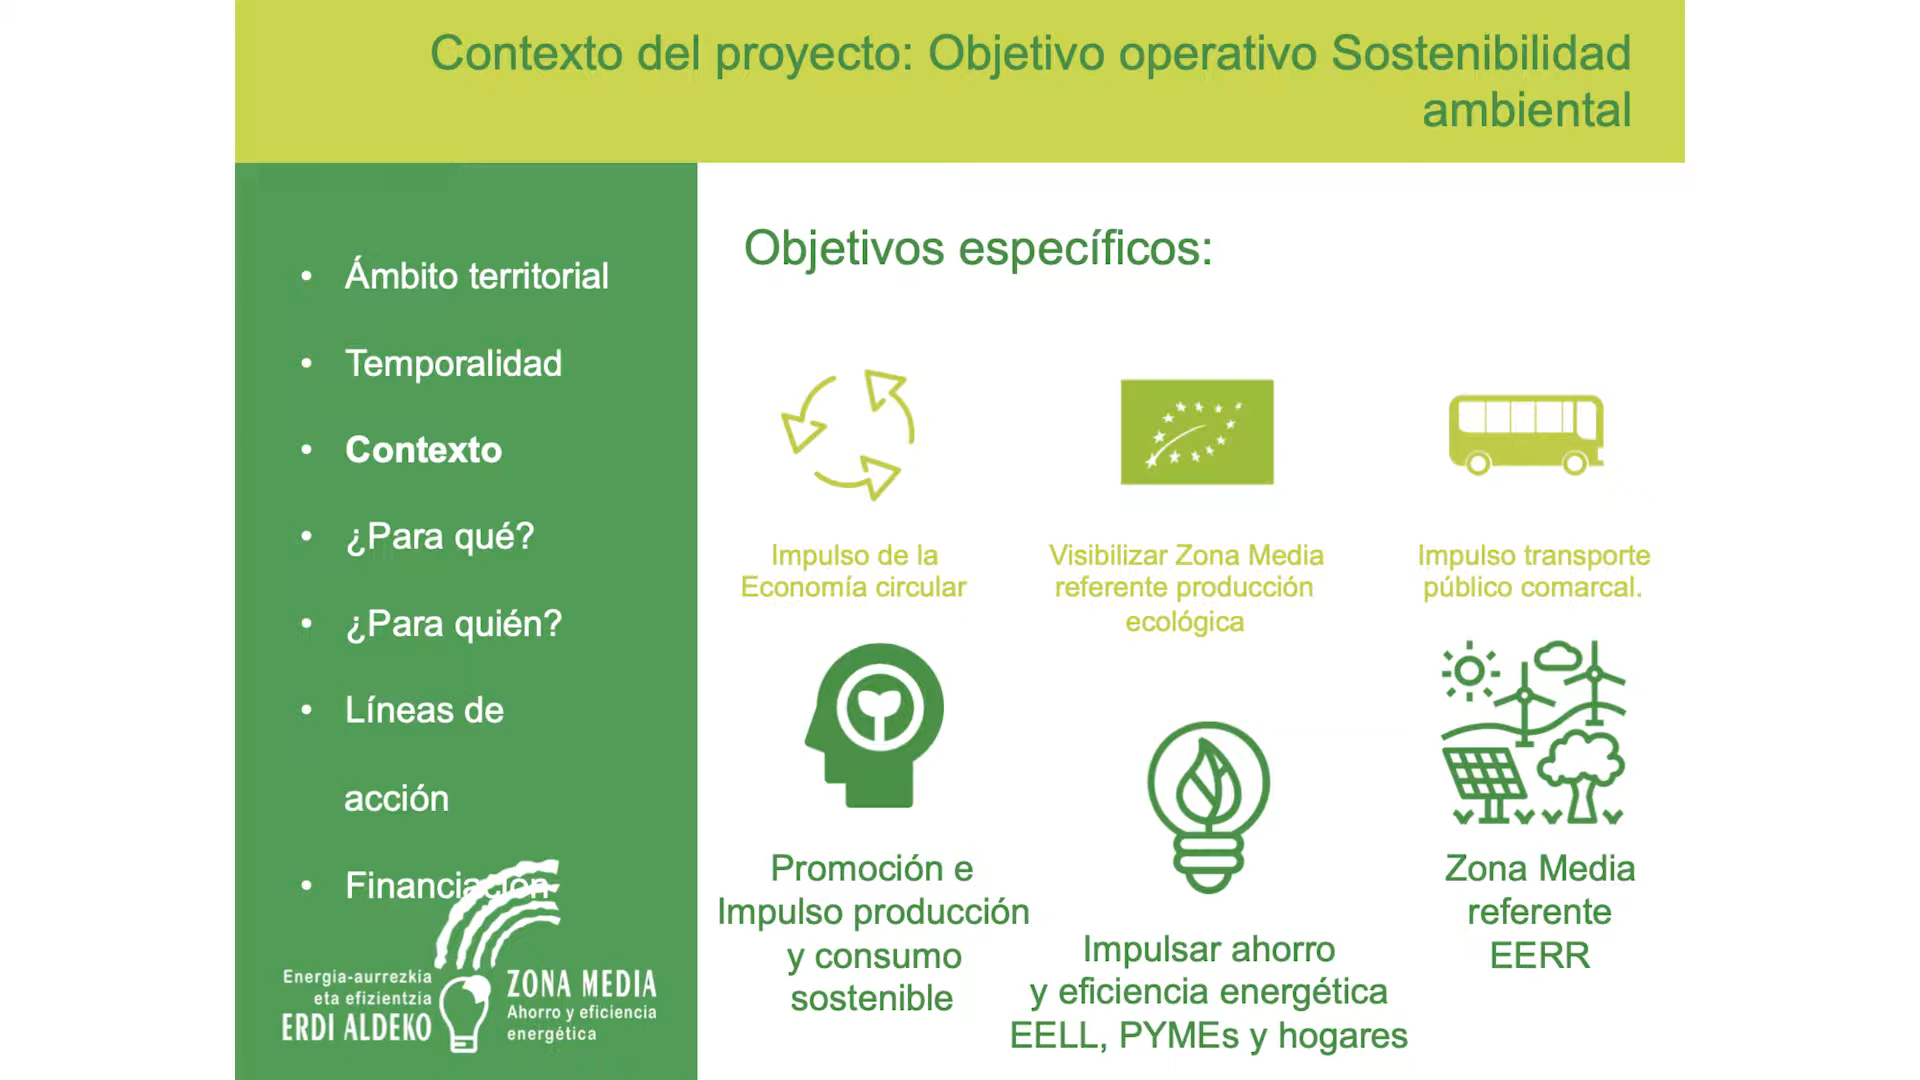 Contexto del proyecto: Objetivo operativo Sostenibilidad
ambiental
• Ámbito territorial
• Temporalidad
• Contexto
• ¿Para qué?
• ¿Para quién?
• Líneas de
acción
• Financiación
Energia-aurrezkia
eta efizientzia
ERDI ALDEKO
ZONA MEDIA
Ahorro y eficiencia
energética
Objetivos específicos:
Impulso de la
Economía circular
Visibilizar Zona Media
referente producción
ecológica
Impulso transporte
público comarcal.
Promoción e
Impulso producción
y consumo
sostenible
Impulsar ahorro
y eficiencia energética
EELL, PYMEs y hogares
Zona Media
referente
EERR